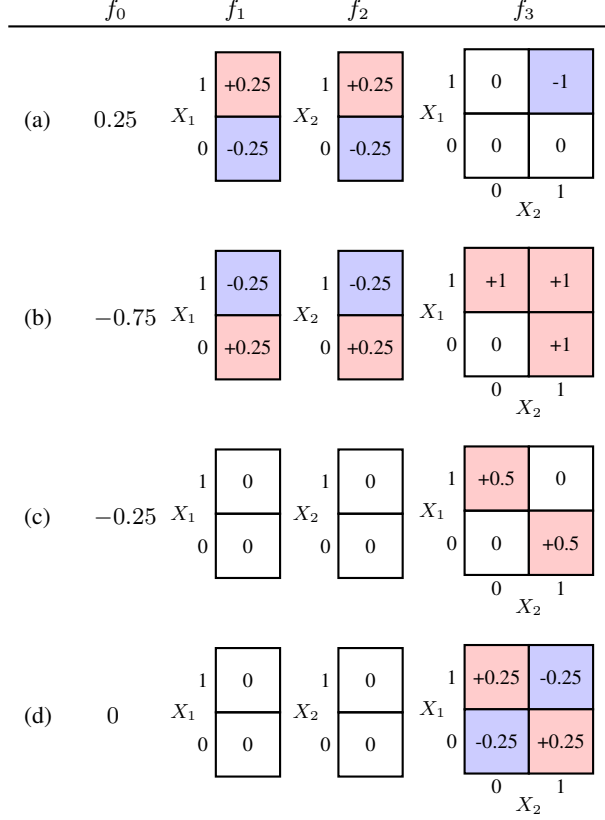 f₀ f₁ f₂ f₃
1 +0.25 1 +0.25 1 0 -1
(a) 0.25 X₁ X₂ X₁
0 -0.25 0 -0.25 0 0 0
0 1
X₂
1 -0.25 1 -0.25 1 +1 +1
(b) −0.75 X₁ X₂ X₁
0 +0.25 0 +0.25 0 0 +1
0 1
X₂
1 0 1 0 1 +0.5 0
(c) −0.25 X₁ X₂ X₁
0 0 0 0 0 0 +0.5
0 1
X₂
1 0 1 0 1 +0.25 -0.25
(d) 0 X₁ X₂ X₁
0 0 0 0 0 -0.25 +0.25
0 1
X₂